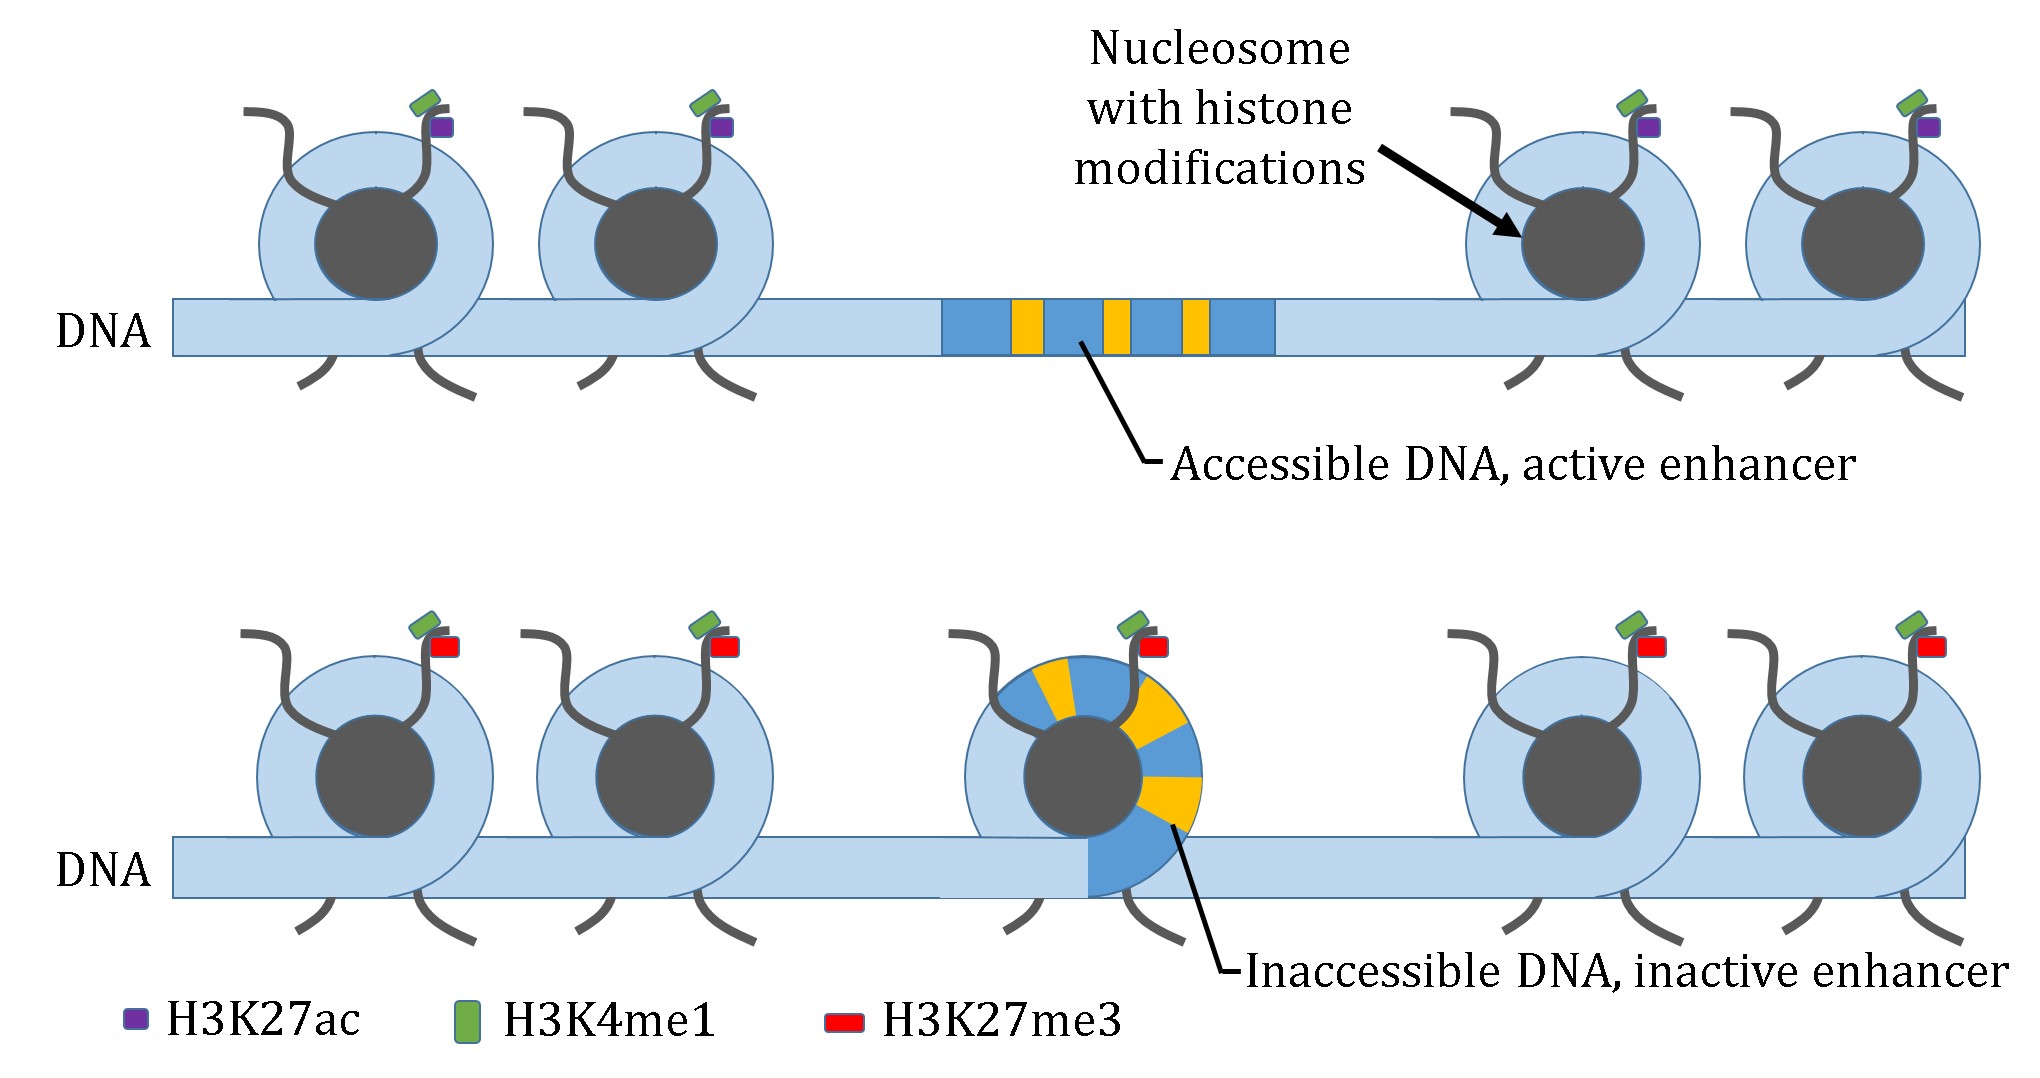 Nucleosome
with histone
modifications
DNA
Accessible DNA, active enhancer
DNA
Inaccessible DNA, inactive enhancer
H3K27ac
H3K4me1
H3K27me3